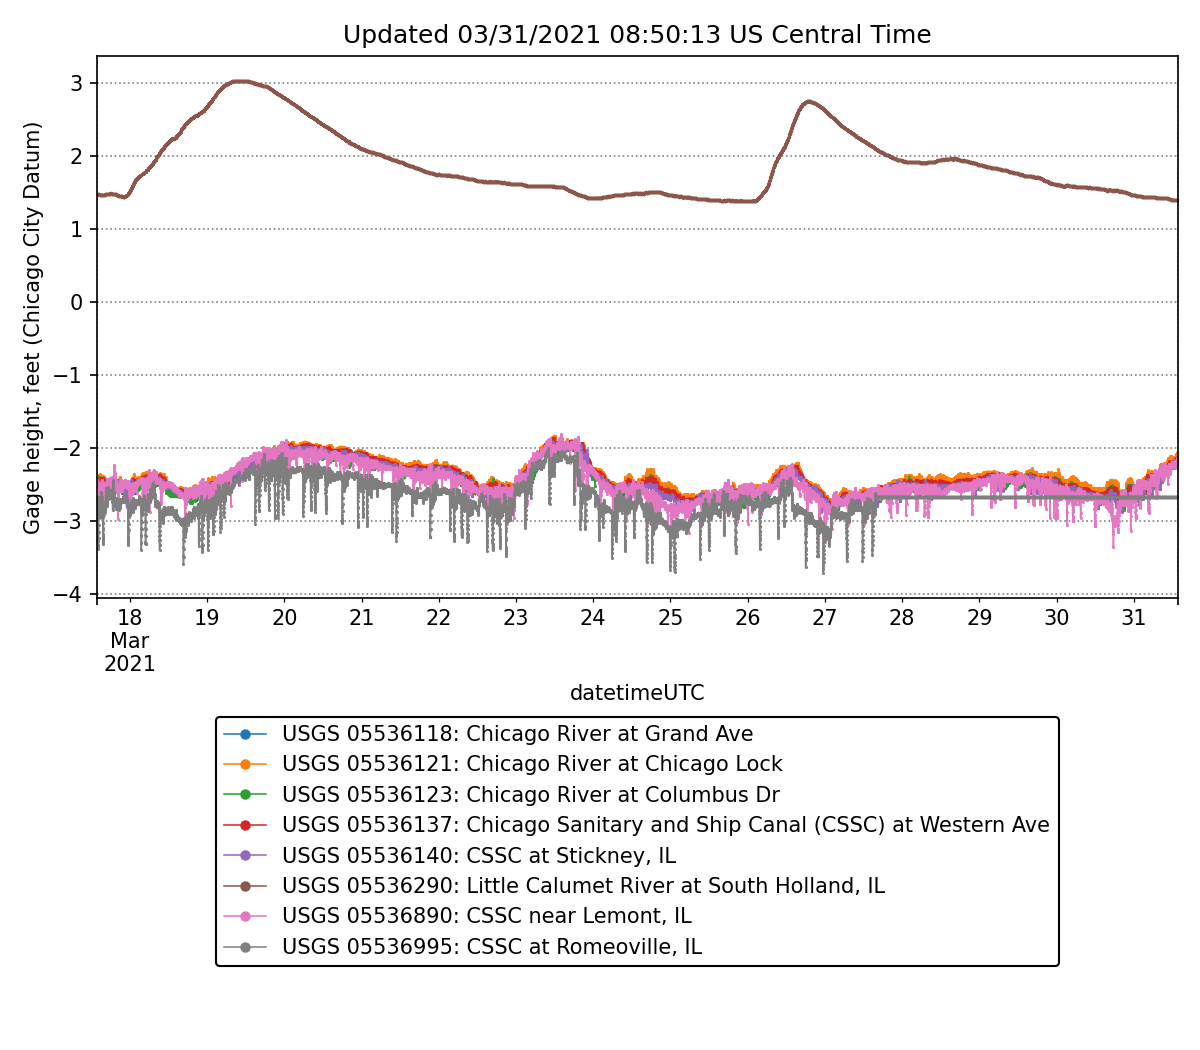 Updated 03/31/2021 08:50:13 US Central Time
Gage height, feet (Chicago City Datum)
3
2
1
0
−1
−2
−3
−4
18 19 20 21 22 23 24 25 26 27 28 29 30 31
Mar
2021
datetimeUTC
USGS 05536118: Chicago River at Grand Ave
USGS 05536121: Chicago River at Chicago Lock
USGS 05536123: Chicago River at Columbus Dr
USGS 05536137: Chicago Sanitary and Ship Canal (CSSC) at Western Ave
USGS 05536140: CSSC at Stickney, IL
USGS 05536290: Little Calumet River at South Holland, IL
USGS 05536890: CSSC near Lemont, IL
USGS 05536995: CSSC at Romeoville, IL